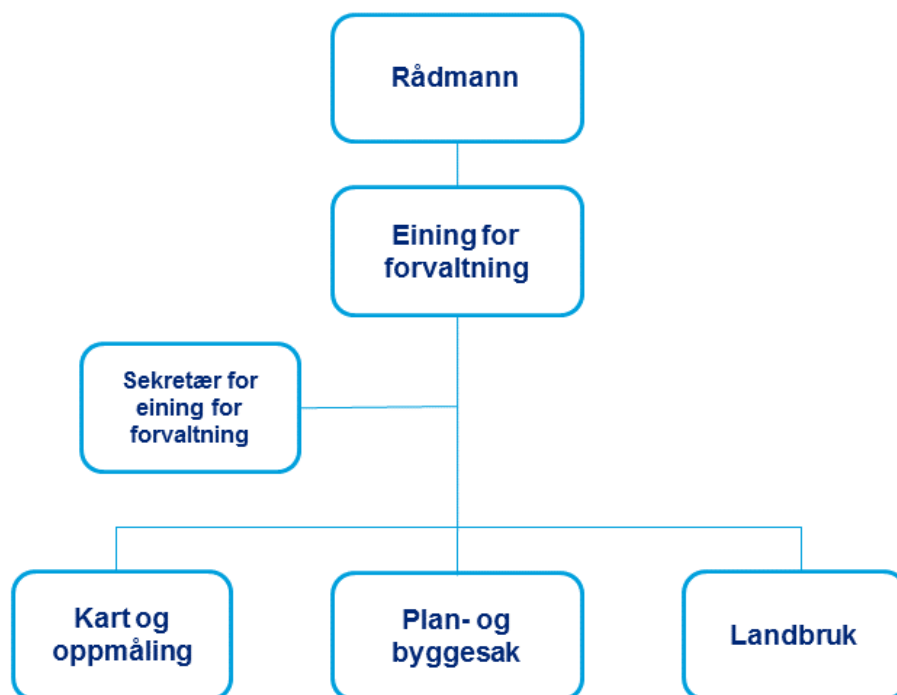 Rådmann
Eining for
forvaltning
Sekretær for
eining for
forvaltning
Kart og
oppmåling
Plan- og
byggesak
Landbruk